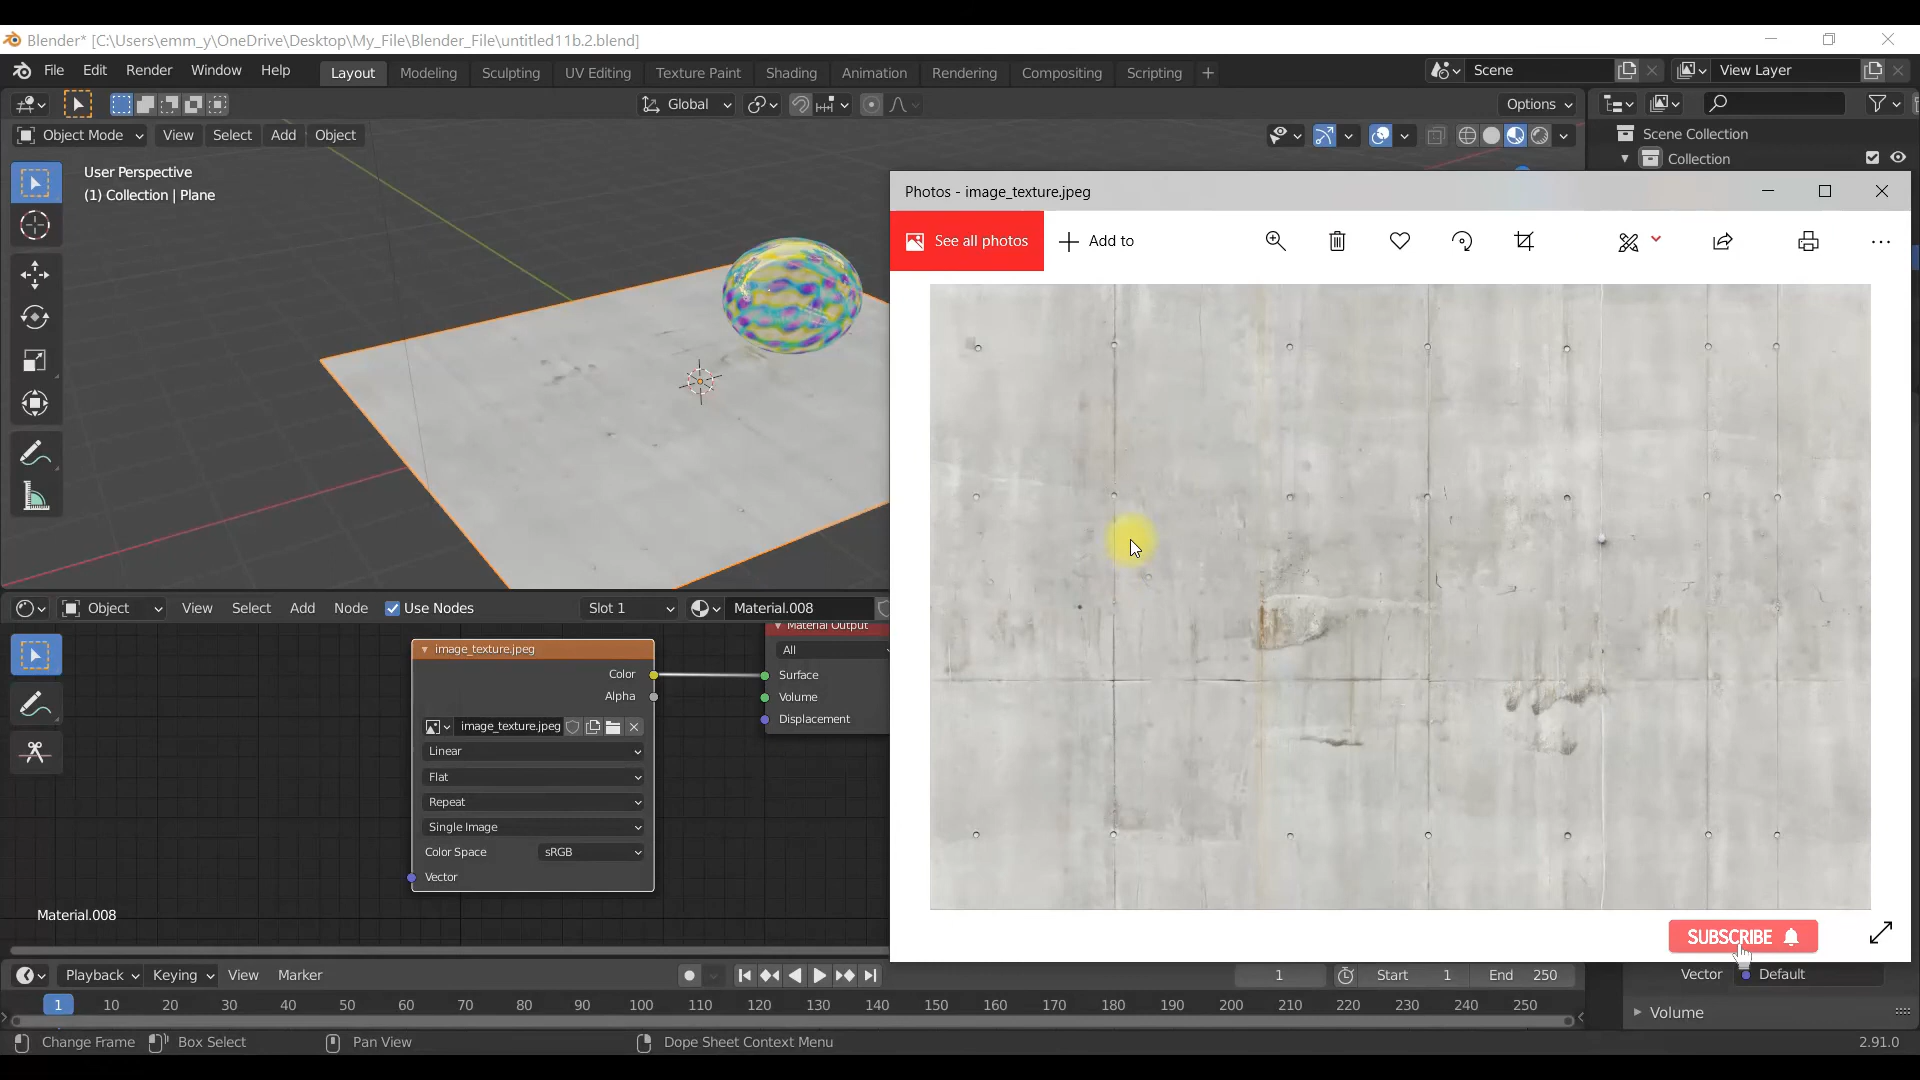 Blender* [C:\Users\emm_y\OneDrive\Desktop\My_File\Blender_File\untitled11b.2.blend]
File Edit Render Window Help Layout Modeling Sculpting UV Editing Texture Paint Shading Animation Rendering Compositing Scripting + Scene View Layer
Global Options
Object Mode View Select Add Object Scene Collection
Collection
User Perspective
(1) Collection | Plane
Photos - image_texture.jpeg
See all photos Add to
Object View Select Add Node Object Use Nodes Slot 1 Material.008
Material Output
image_texture.jpeg
All
Color Surface
Alpha Volume
Displacement
image_texture.jpeg
Linear
Flat
Repeat
Single Image
Color Space sRGB
Vector
Material.008
SUBSCRIBE
Playback Keying View Marker 1 Start 1 End 250 Vector Default
1 10 20 30 40 50 60 70 80 90 100 110 120 130 140 150 160 170 180 190 200 210 220 230 240 250
Volume
Change Frame Box Select Pan View Dope Sheet Context Menu 2.91.0